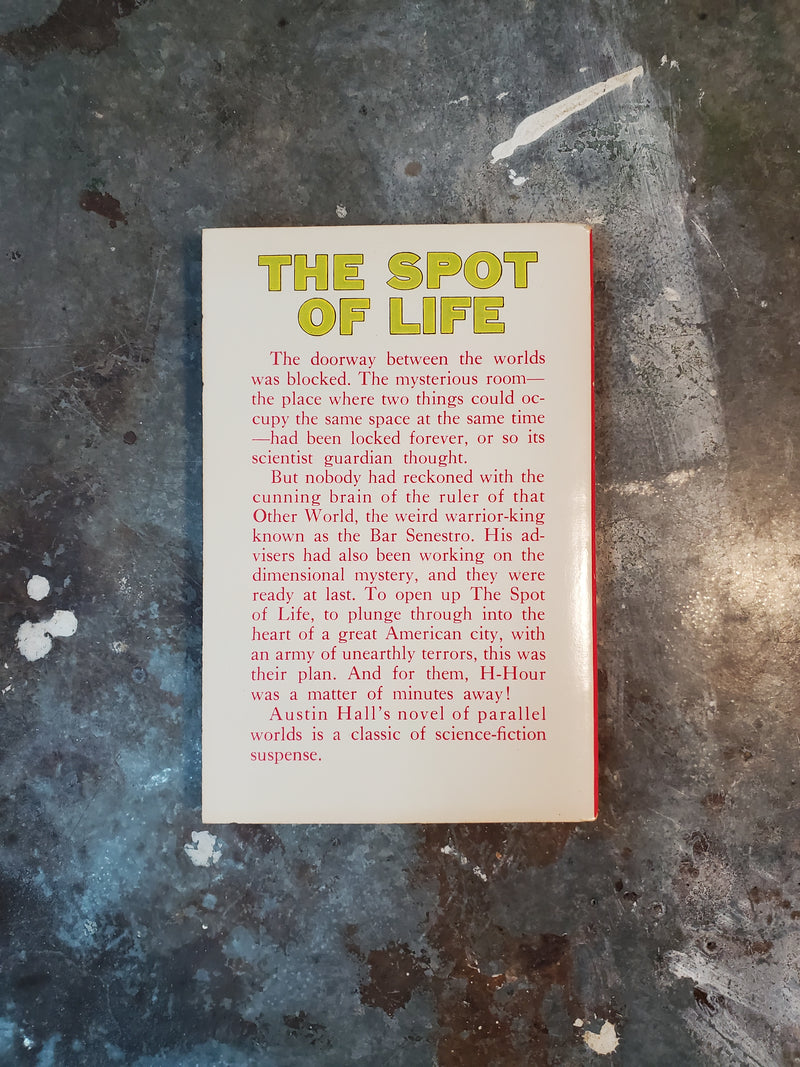 THE SPOT
OF LIFE
The doorway between the worlds
was blocked. The mysterious room—
the place where two things could oc-
cupy the same space at the same time
—had been locked forever, or so its
scientist guardian thought.
But nobody had reckoned with the
cunning brain of the ruler of that
Other World, the weird warrior-king
known as the Bar Senestro. His ad-
visers had also been working on the
dimensional mystery, and they were
ready at last. To open up The Spot
of Life, to plunge through into the
heart of a great American city, with
an army of unearthly terrors, this was
their plan. And for them, H-Hour
was a matter of minutes away!
Austin Hall's novel of parallel
worlds is a classic of science-fiction
suspense.